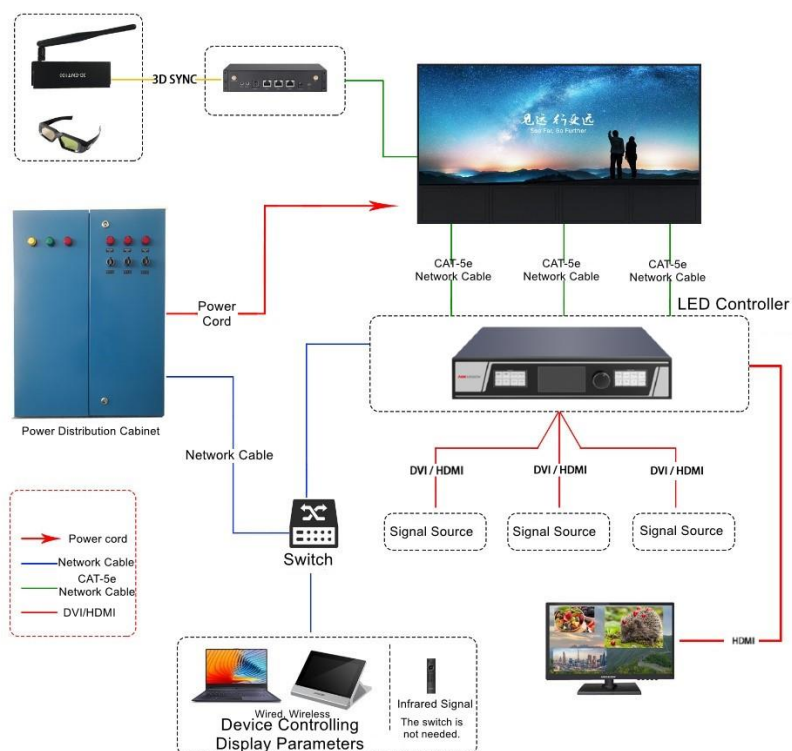 3D SYNC
见远 行更远
See Far, Go Further
CAT-5e
Network Cable
CAT-5e
Network Cable
CAT-5e
Network Cable
LED Controller
Power
Cord
Power Distribution Cabinet
Network Cable
DVI / HDMI
DVI / HDMI
DVI / HDMI
Signal Source
Signal Source
Signal Source
Switch
Power cord
Network Cable
CAT-5e
Network Cable
DVI/HDMI
HDMI
Wired, Wireless
Device Controlling
Display Parameters
Infrared Signal
The switch is
not needed.